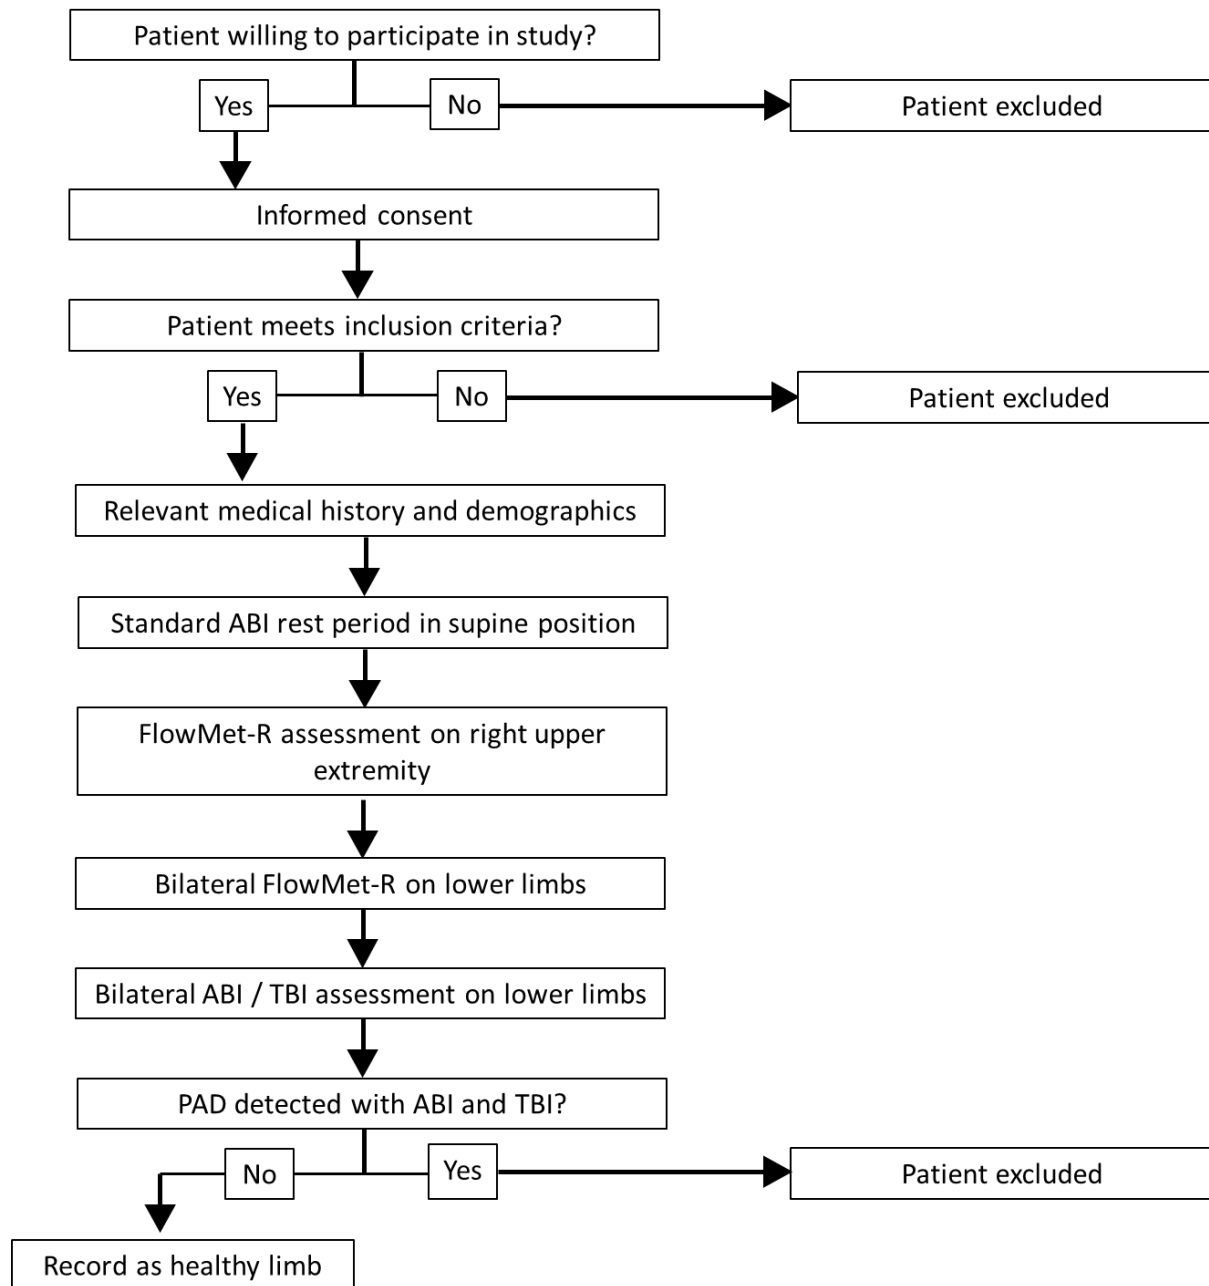 Patient willing to participate in study?
Yes
No
Patient excluded
Informed consent
Patient meets inclusion criteria?
Yes
No
Patient excluded
Relevant medical history and demographics
Standard ABI rest period in supine position
FlowMet-R assessment on right upper
extremity
Bilateral FlowMet-R on lower limbs
Bilateral ABI / TBI assessment on lower limbs
PAD detected with ABI and TBI?
No
Yes
Patient excluded
Record as healthy limb